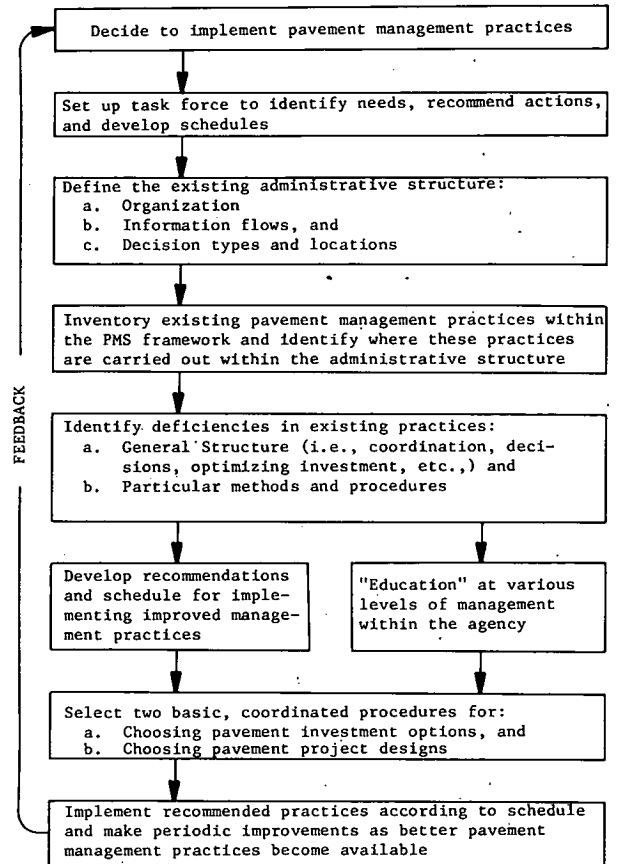 Decide to implement pavement management practices
Set up task force to identify needs, recommend actions,
and develop schedules
Define the existing administrative structure:
a. Organization
b. Information flows, and
c. Decision types and locations
Inventory existing pavement management practices within
the PMS framework and identify where these practices
are carried out within the administrative structure
FEEDBACK
Identify deficiencies in existing practices:
a. General Structure (i.e., coordination, deci-
sions, optimizing investment, etc.,) and
b. Particular methods and procedures
Develop recommendations
and schedule for imple-
menting improved manage-
ment practices
"Education" at various
levels of management
within the agency
Select two basic, coordinated procedures for:
a. Choosing pavement investment options, and
b. Choosing pavement project designs
Implement recommended practices according to schedule
and make periodic improvements as better pavement
management practices become available